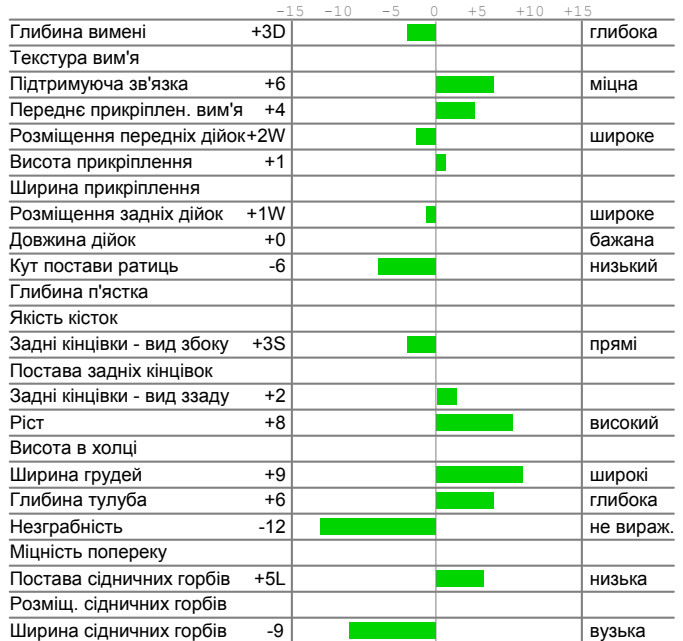 -15 -10 -5 0 +5 +10 +15
Глибина вимені +3D глибока
Текстура вим'я
Підтримуюча зв'язка +6 міцна
Переднє прикріплен. вим'я +4
Розміщення передніх дійок+2W широке
Висота прикріплення +1
Ширина прикріплення
Розміщення задніх дійок +1W широке
Довжина дійок +0 бажана
Кут постави ратиць -6 низький
Глибина п'ястка
Якість кісток
Задні кінцівки - вид збоку +3S прямі
Постава задніх кінцівок
Задні кінцівки - вид ззаду +2
Ріст +8 високий
Висота в холці
Ширина грудей +9 широкі
Глибина тулуба +6 глибока
Незграбність -12 не вираж.
Міцність попереку
Постава сідничних горбів +5L низька
Розміщ. сідничних горбів
Ширина сідничних горбів -9 вузька